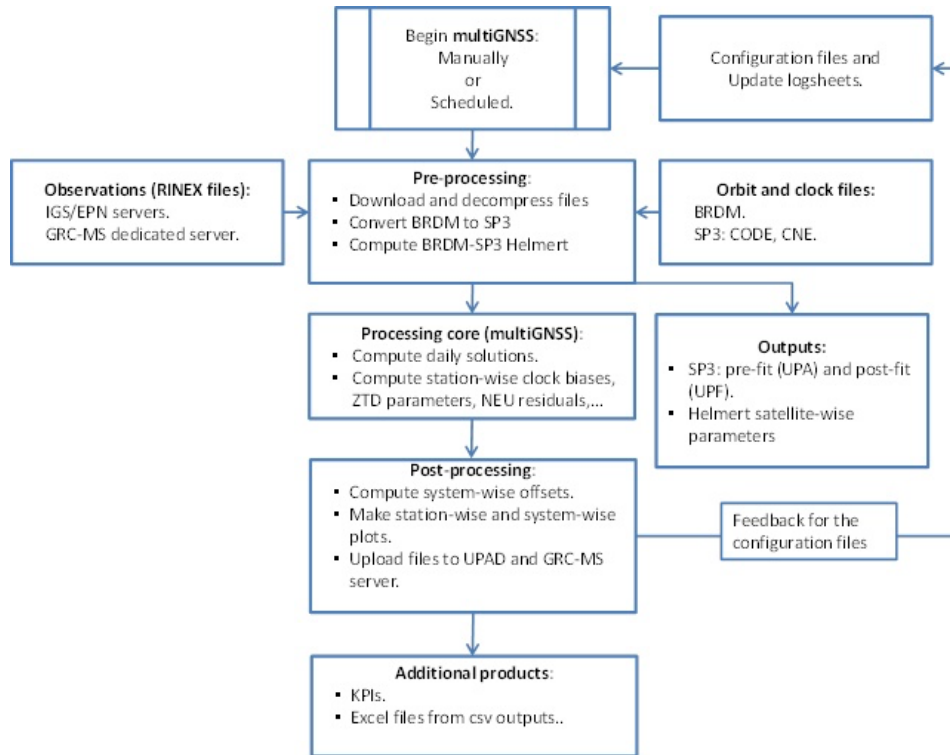 Begin multiGNSS:
Manually
or
Scheduled.
Configuration files and
Update logsheets.
Observations (RINEX files):
IGS/EPN servers.
GRC-MS dedicated server.
Pre-processing:
▪ Download and decompress files
▪ Convert BRDM to SP3
▪ Compute BRDM-SP3 Helmert
Orbit and clock files:
BRDM.
SP3: CODE, CNE.
Processing core (multiGNSS):
▪ Compute daily solutions.
▪ Compute station-wise clock biases,
ZTD parameters, NEU residuals,...
Outputs:
▪ SP3: pre-fit (UPA) and post-fit
(UPF).
▪ Helmert satellite-wise
parameters
Post-processing:
▪ Compute system-wise offsets.
▪ Make station-wise and system-wise
plots.
▪ Upload files to UPAD and GRC-MS
server.
Feedback for the
configuration files
Additional products:
▪ KPIs.
▪ Excel files from csv outputs..